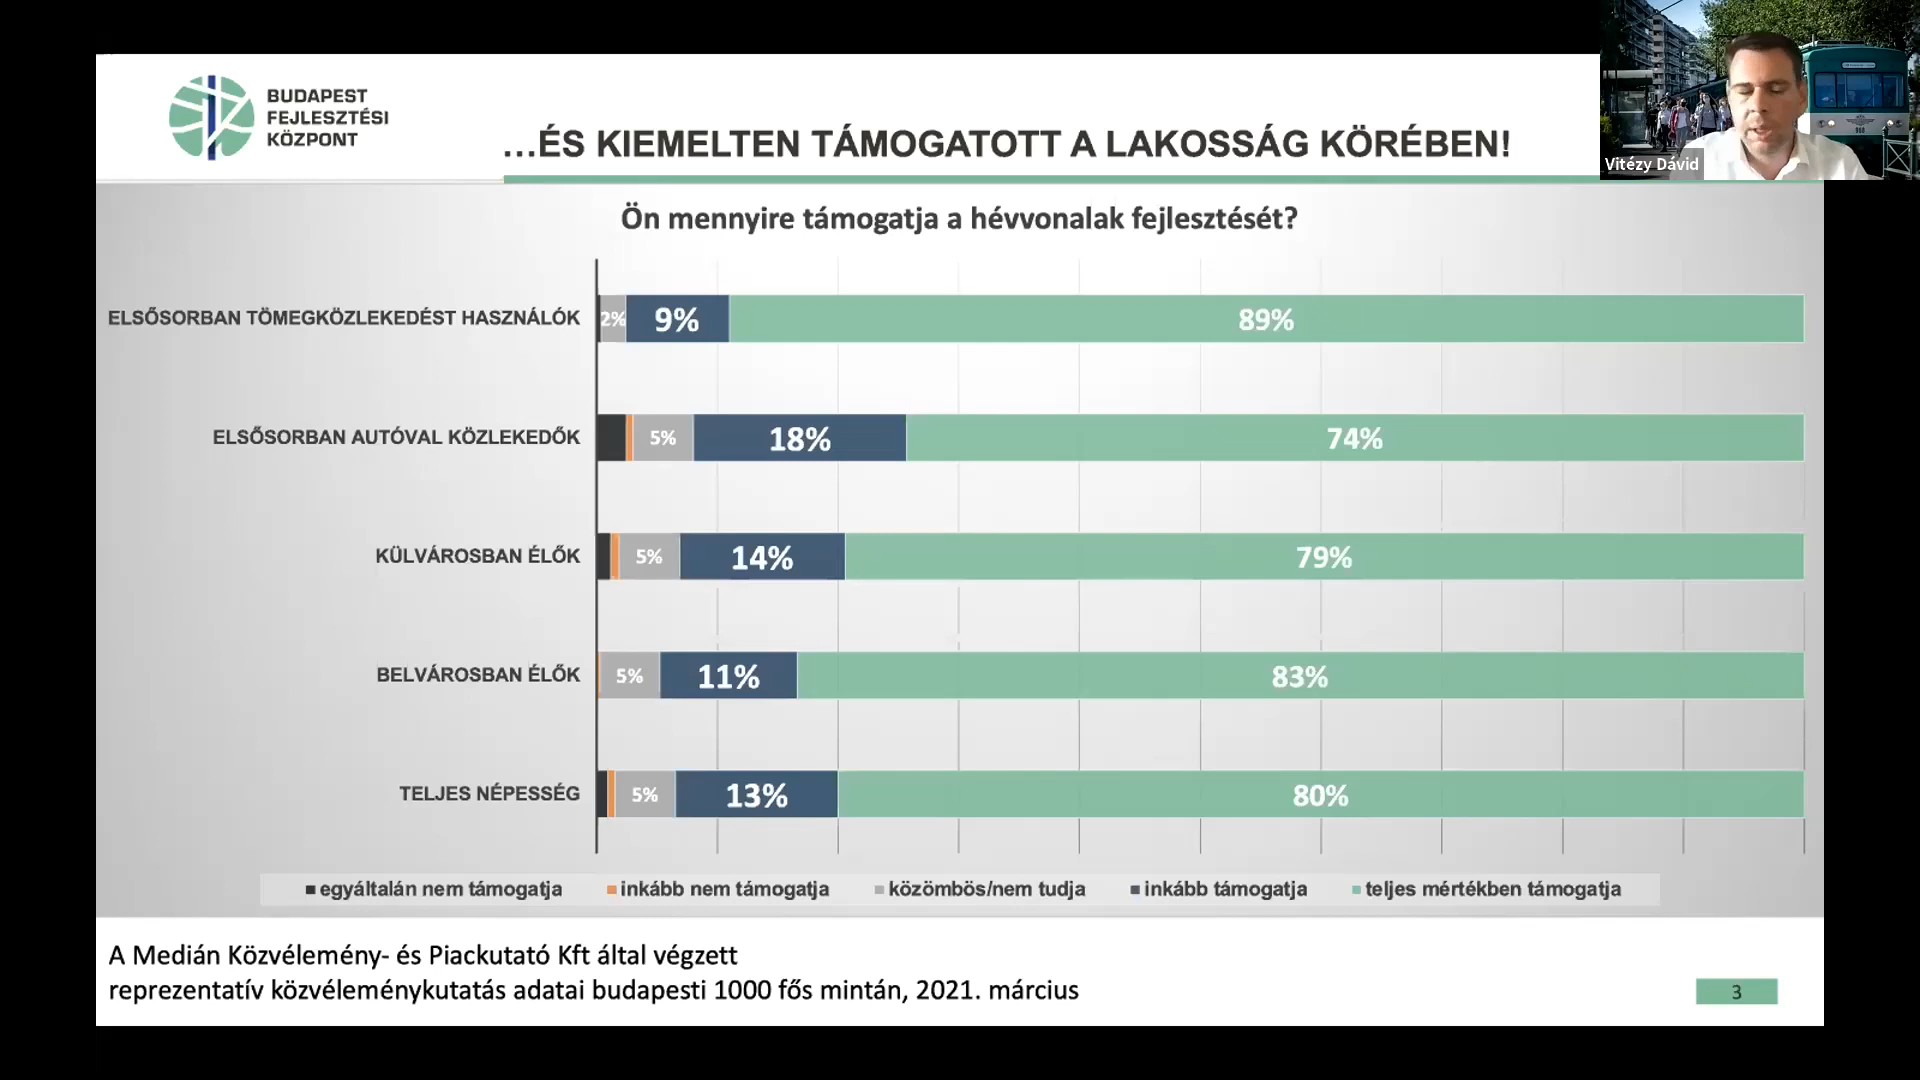 BUDAPEST
FEJLESZTÉSI
KÖZPONT
...ÉS KIEMELTEN TÁMOGATOTT A LAKOSSÁG KÖRÉBEN!
Vitézy Dávid
Ön mennyire támogatja a hévvonalak fejlesztését?
ELSŐSORBAN TÖMEGKÖZLEKEDÉST HASZNÁLÓK 2% 9% 89%
ELSŐSORBAN AUTÓVAL KÖZLEKEDŐK 5% 18% 74%
KÜLVÁROSBAN ÉLŐK 5% 14% 79%
BELVÁROSBAN ÉLŐK 5% 11% 83%
TELJES NÉPESSÉG 5% 13% 80%
egyáltalán nem támogatja inkább nem támogatja közömbös/nem tudja inkább támogatja teljes mértékben támogatja
A Medián Közvélemény- és Piackutató Kft által végzett
reprezentatív közvéleménykutatás adatai budapesti 1000 fős mintán, 2021. március
3